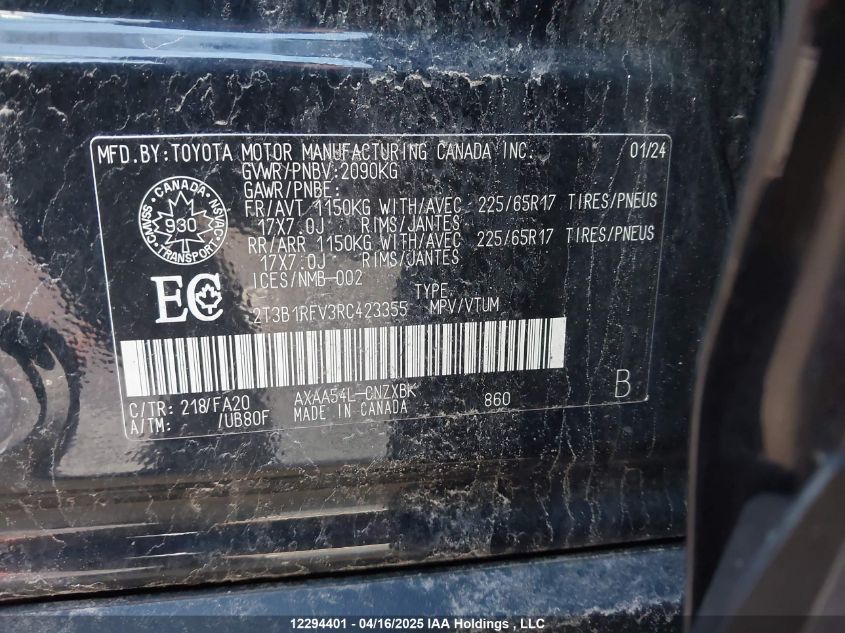 MFD.BY:TOYOTA MOTOR MANUFACTURING CANADA INC. 01/24
GVWR/PNBV:2090KG
GAWR/PNBE:
FR/AVT 1150KG WITH/AVEC 225/65R17 TIRES/PNEUS
17X7.0J RIMS/JANTES
RR/ARR 1150KG WITH/AVEC 225/65R17 TIRES/PNEUS
17X7.0J RIMS/JANTES
ICES/NMB-002
CANADA
CMVSS 930 NSVAC
TRANSPORT
EC
TYPE
2T3B1RFV3RC423355 MPV/VTUM
C/TR: 218/FA20 AXAA54L-CNZXBK 860 B
A/TM: /UB80F MADE IN CANADA
12294401 - 04/16/2025 IAA Holdings, LLC